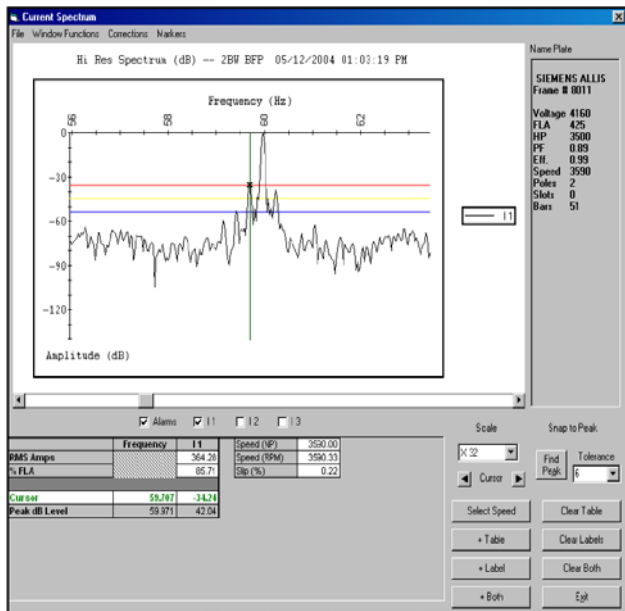 Current Spectrum
File Window Functions Corrections Markers
Hi Res Spectrum (dB) -- 2BW BFP 05/12/2004 01:03:19 PM
Frequency (Hz)
56 58 60 62
0
-30
-60
-90
-120
Amplitude (dB)
I1
Name Plate
SIEMENS ALLIS
Frame # 8011
Voltage 4160
FLA 425
HP 3500
PF 0.89
Eff. 0.99
Speed 3590
Poles 2
Slots 0
Bars 51
Alarms I1 I2 I3
Frequency I1
RMS Amps 364.28
% FLA 85.71
Cursor 59.707 -34.24
Peak dB Level 59.971 42.04
Speed (NP) 3590.00
Speed (RPM) 3590.33
Slip (%) 0.22
Scale
X 32
Cursor
Snap to Peak
Find Peak
Tolerance
6
Select Speed Clear Table
+ Table Clear Labels
+ Label Clear Both
+ Both Exit